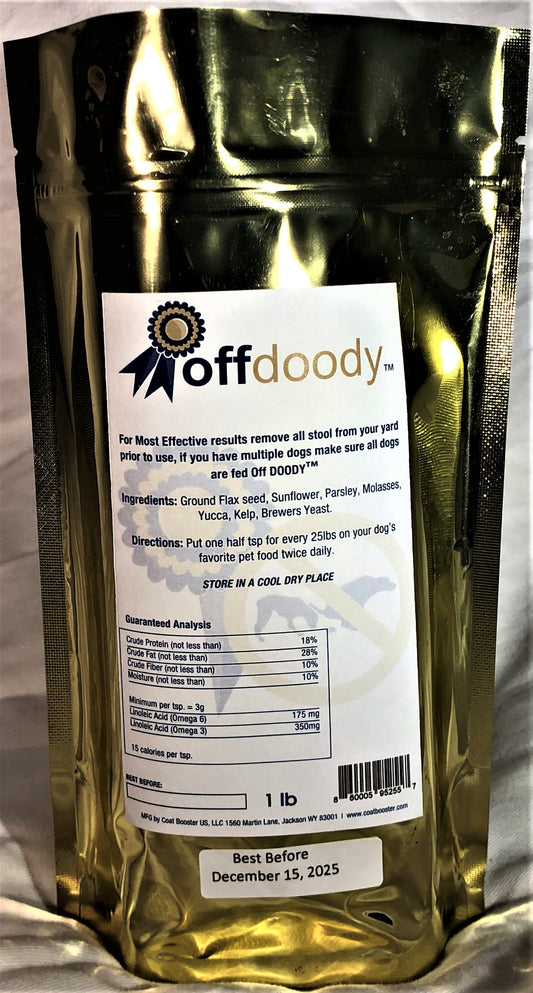 offdoody™
For Most Effective results remove all stool from your yard
prior to use, if you have multiple dogs make sure all dogs
are fed Off DOODY™
Ingredients: Ground Flax seed, Sunflower, Parsley, Molasses,
Yucca, Kelp, Brewers Yeast.
Directions: Put one half tsp for every 25lbs on your dog's
favorite pet food twice daily.
STORE IN A COOL DRY PLACE
Guaranteed Analysis
Crude Protein (not less than) 18%
Crude Fat (not less than) 28%
Crude Fiber (not less than) 10%
Moisture (not less than) 10%
Minimum per tsp. = 3g
Linoleic Acid (Omega 6) 175 mg
Linoleic Acid (Omega 3) 350mg
15 calories per tsp.
BEST BEFORE:
1 lb
8 60005 95255 7
MFG by Coat Booster US, LLC 1560 Martin Lane, Jackson WY 83001 | www.coatbooster.com
Best Before
December 15, 2025